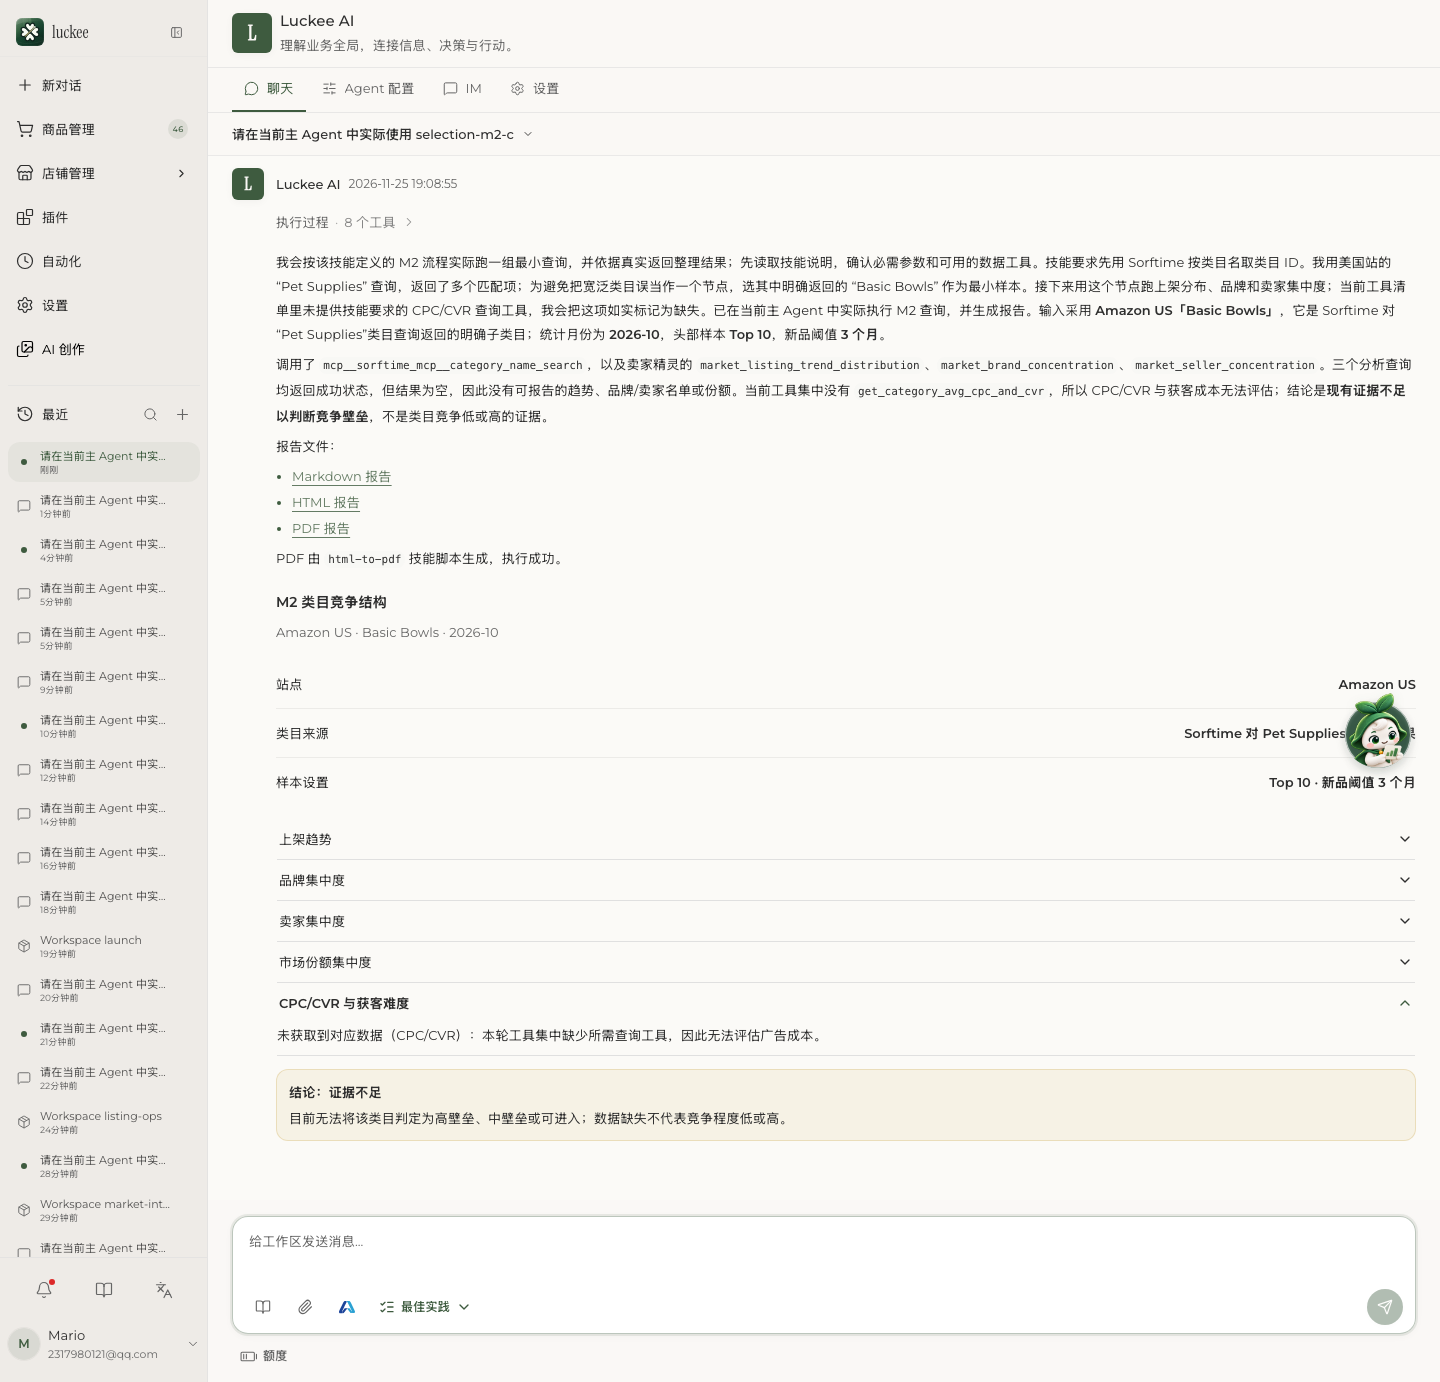 luckee
新对话
商品管理
46
店铺管理
插件
自动化
设置
AI 创作
最近
请在当前主 Agent 中实...
刚刚
请在当前主 Agent 中实...
1分钟前
请在当前主 Agent 中实...
4分钟前
请在当前主 Agent 中实...
5分钟前
请在当前主 Agent 中实...
5分钟前
请在当前主 Agent 中实...
9分钟前
请在当前主 Agent 中实...
10分钟前
请在当前主 Agent 中实...
12分钟前
请在当前主 Agent 中实...
14分钟前
请在当前主 Agent 中实...
16分钟前
请在当前主 Agent 中实...
18分钟前
Workspace launch
19分钟前
请在当前主 Agent 中实...
20分钟前
请在当前主 Agent 中实...
21分钟前
请在当前主 Agent 中实...
22分钟前
Workspace listing-ops
24分钟前
请在当前主 Agent 中实...
28分钟前
Workspace market-int...
29分钟前
请在当前主 Agent 中实...
M
Mario
2317980121@qq.com
L
Luckee AI
理解业务全局，连接信息、决策与行动。
聊天
Agent 配置
IM
设置
请在当前主 Agent 中实际使用 selection-m2-c
L
Luckee AI 2026-11-25 19:08:55
执行过程 · 8 个工具
我会按该技能定义的 M2 流程实际跑一组最小查询，并依据真实返回整理结果；先读取技能说明，确认必需参数和可用的数据工具。技能要求先用 Sorftime 按类目名取类目 ID。我用美国站的
“Pet Supplies” 查询，返回了多个匹配项；为避免把宽泛类目误当作一个节点，选其中明确返回的 “Basic Bowls” 作为最小样本。接下来用这个节点跑上架分布、品牌和卖家集中度；当前工具清
单里未提供技能要求的 CPC/CVR 查询工具，我会把这项如实标记为缺失。已在当前主 Agent 中实际执行 M2 查询，并生成报告。输入采用 Amazon US「Basic Bowls」，它是 Sorftime 对
“Pet Supplies”类目查询返回的明确子类目；统计月份为 2026-10，头部样本 Top 10，新品阈值 3 个月。
调用了 mcp__sorftime_mcp__category_name_search，以及卖家精灵的 market_listing_trend_distribution、market_brand_concentration、market_seller_concentration。三个分析查询
均返回成功状态，但结果为空，因此没有可报告的趋势、品牌/卖家名单或份额。当前工具集中没有 get_category_avg_cpc_and_cvr，所以 CPC/CVR 与获客成本无法评估；结论是现有证据不足
以判断竞争壁垒，不是类目竞争低或高的证据。
报告文件：
• Markdown 报告
• HTML 报告
• PDF 报告
PDF 由 html-to-pdf 技能脚本生成，执行成功。
M2 类目竞争结构
Amazon US · Basic Bowls · 2026-10
站点 Amazon US
类目来源 Sorftime 对 Pet Supplies
样本设置 Top 10 · 新品阈值 3 个月
上架趋势
品牌集中度
卖家集中度
市场份额集中度
CPC/CVR 与获客难度
未获取到对应数据（CPC/CVR）：本轮工具集中缺少所需查询工具，因此无法评估广告成本。
结论：证据不足
目前无法将该类目判定为高壁垒、中壁垒或可进入；数据缺失不代表竞争程度低或高。
给工作区发送消息...
最佳实践
额度